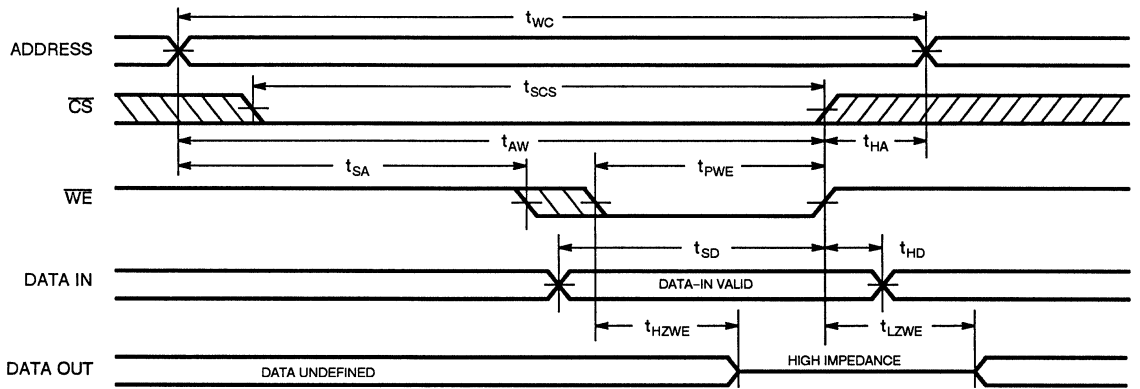 tWC
ADDRESS
tSCS
CS
tAW
tHA
tSA
tPWE
WE
tSD
tHD
DATA IN
DATA-IN VALID
tHZWE
tLZWE
DATA OUT
DATA UNDEFINED
HIGH IMPEDANCE